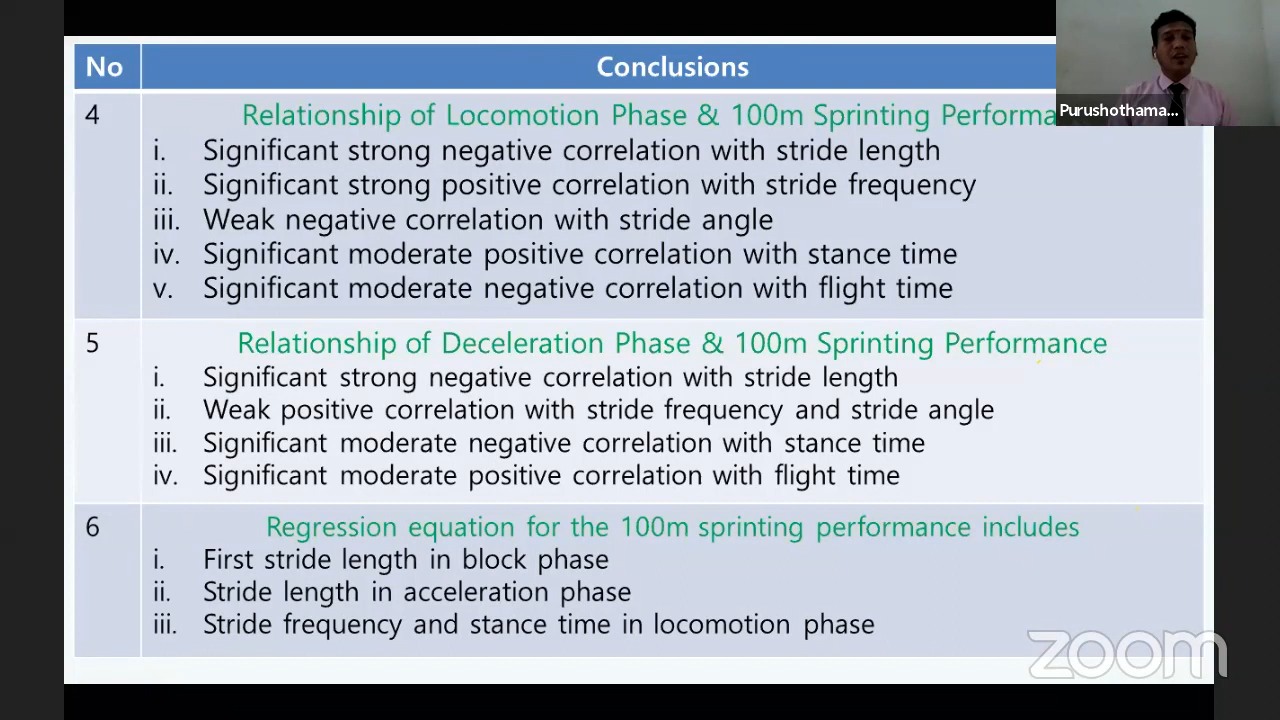 No Conclusions
4 Relationship of Locomotion Phase & 100m Sprinting Performa
i. Significant strong negative correlation with stride length
ii. Significant strong positive correlation with stride frequency
iii. Weak negative correlation with stride angle
iv. Significant moderate positive correlation with stance time
v. Significant moderate negative correlation with flight time
5 Relationship of Deceleration Phase & 100m Sprinting Performance
i. Significant strong negative correlation with stride length
ii. Weak positive correlation with stride frequency and stride angle
iii. Significant moderate negative correlation with stance time
iv. Significant moderate positive correlation with flight time
6 Regression equation for the 100m sprinting performance includes
i. First stride length in block phase
ii. Stride length in acceleration phase
iii. Stride frequency and stance time in locomotion phase
Purushothama...
zoom